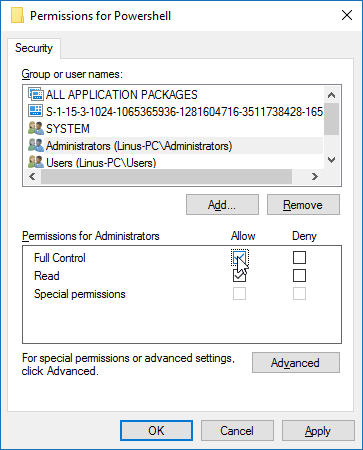 Permissions for Powershell
Security
Group or user names:
ALL APPLICATION PACKAGES
S-1-15-3-1024-1065365936-1281604716-3511738428-165
SYSTEM
Administrators (Linus-PC\Administrators)
Users (Linus-PC\Users)
Add... Remove
Permissions for Administrators Allow Deny
Full Control
Read
Special permissions
For special permissions or advanced settings,
click Advanced.
Advanced
OK Cancel Apply